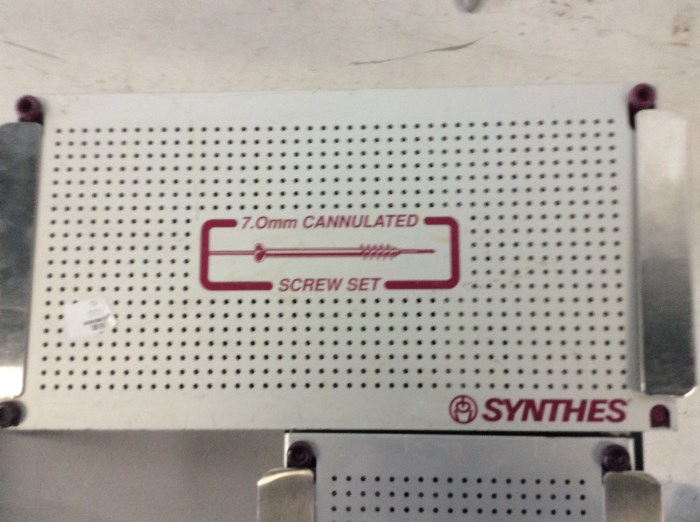 7.0mm CANNULATED
SCREW SET
SYNTHES